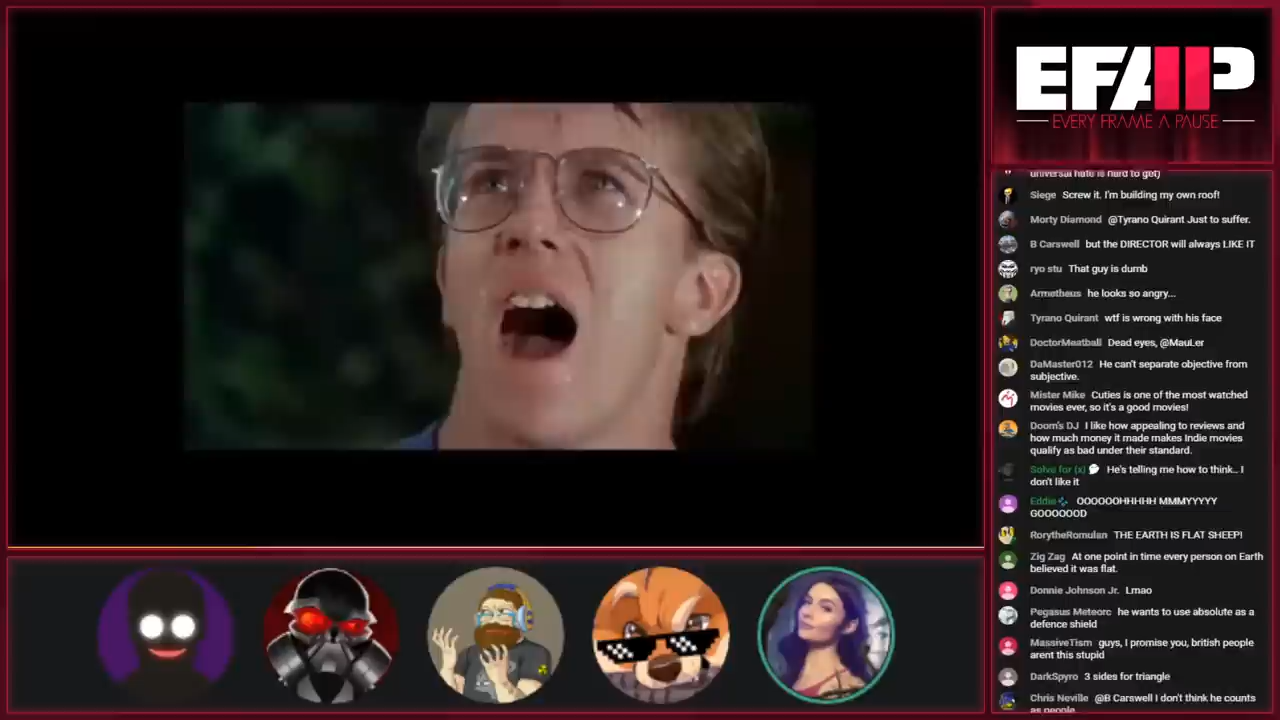 EFAP
EVERY FRAME A PAUSE
universal hate is hard to get)
Siege Screw it. I'm building my own roof!
Morty Diamond @Tyrano Quirant Just to suffer.
B Carswell but the DIRECTOR will always LIKE IT
ryo stu That guy is dumb
Armetheus he looks so angry...
Tyrano Quirant wtf is wrong with his face
DoctorMeatball Dead eyes, @MauLer
DaMaster012 He can't separate objective from
subjective.
Mister Mike Cuties is one of the most watched
movies ever, so it's a good movies!
Doom's DJ I like how appealing to reviews and
how much money it made makes Indie movies
qualify as bad under their standard.
Solve for (x) He's telling me how to think.. I
don't like it
Eddie OOOOOOHHHHH MMMYYYYY
GOOOOOOD
RorytheRomulan THE EARTH IS FLAT SHEEP!
Zig Zag At one point in time every person on Earth
believed it was flat.
Donnie Johnson Jr. Lmao
Pegasus Meteorc he wants to use absolute as a
defence shield
MassiveTism guys, I promise you, british people
arent this stupid
DarkSpyro 3 sides for triangle
Chris Neville @B Carswell I don't think he counts
as people